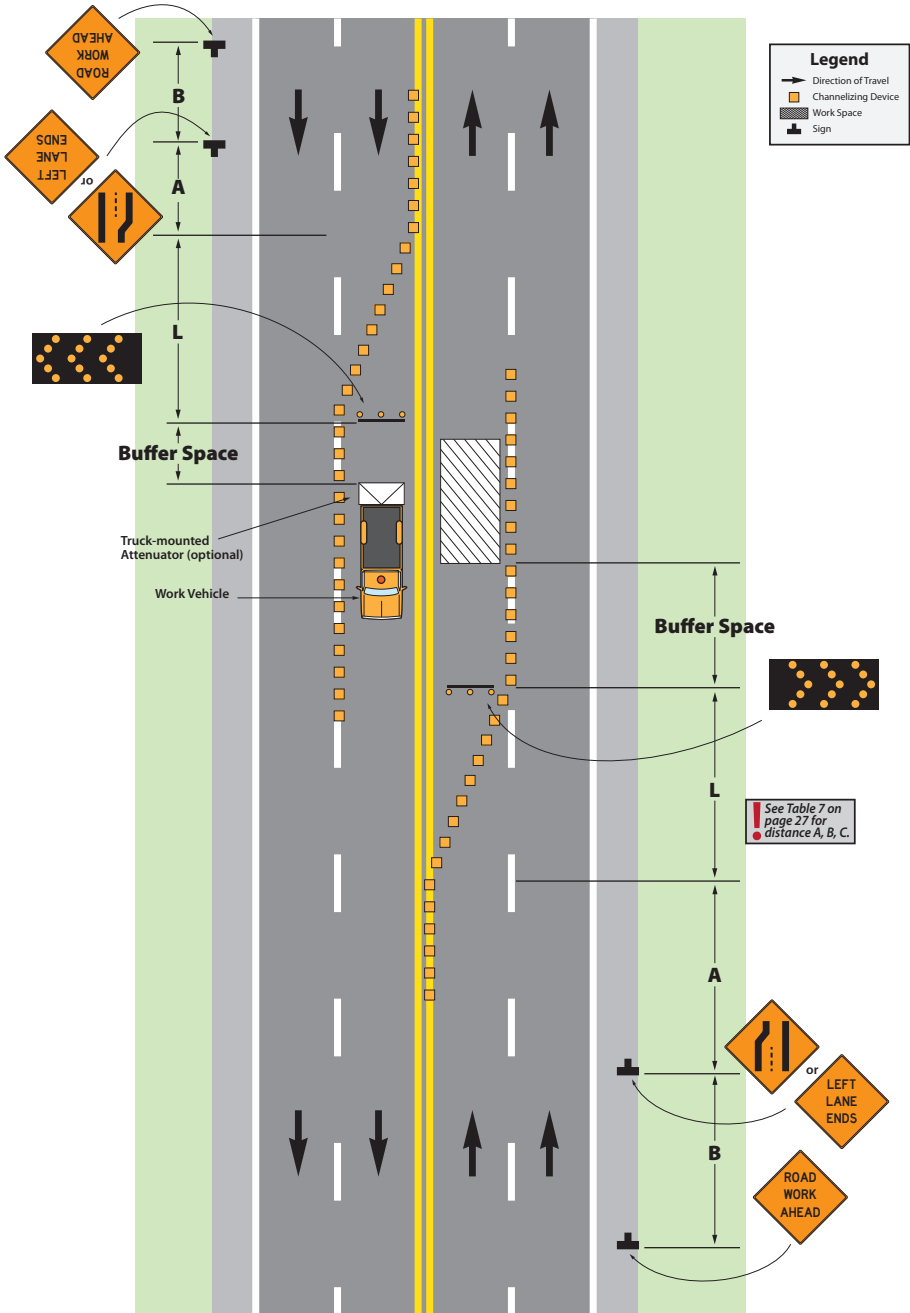 ROAD
WORK
AHEAD
B
LEFT
LANE
ENDS
or
A
L
Buffer Space
Truck-mounted
Attenuator (optional)
Work Vehicle
Legend
Direction of Travel
Channelizing Device
Work Space
Sign
Buffer Space
L
See Table 7 on
page 27 for
distance A, B, C.
A
or
LEFT
LANE
ENDS
B
ROAD
WORK
AHEAD